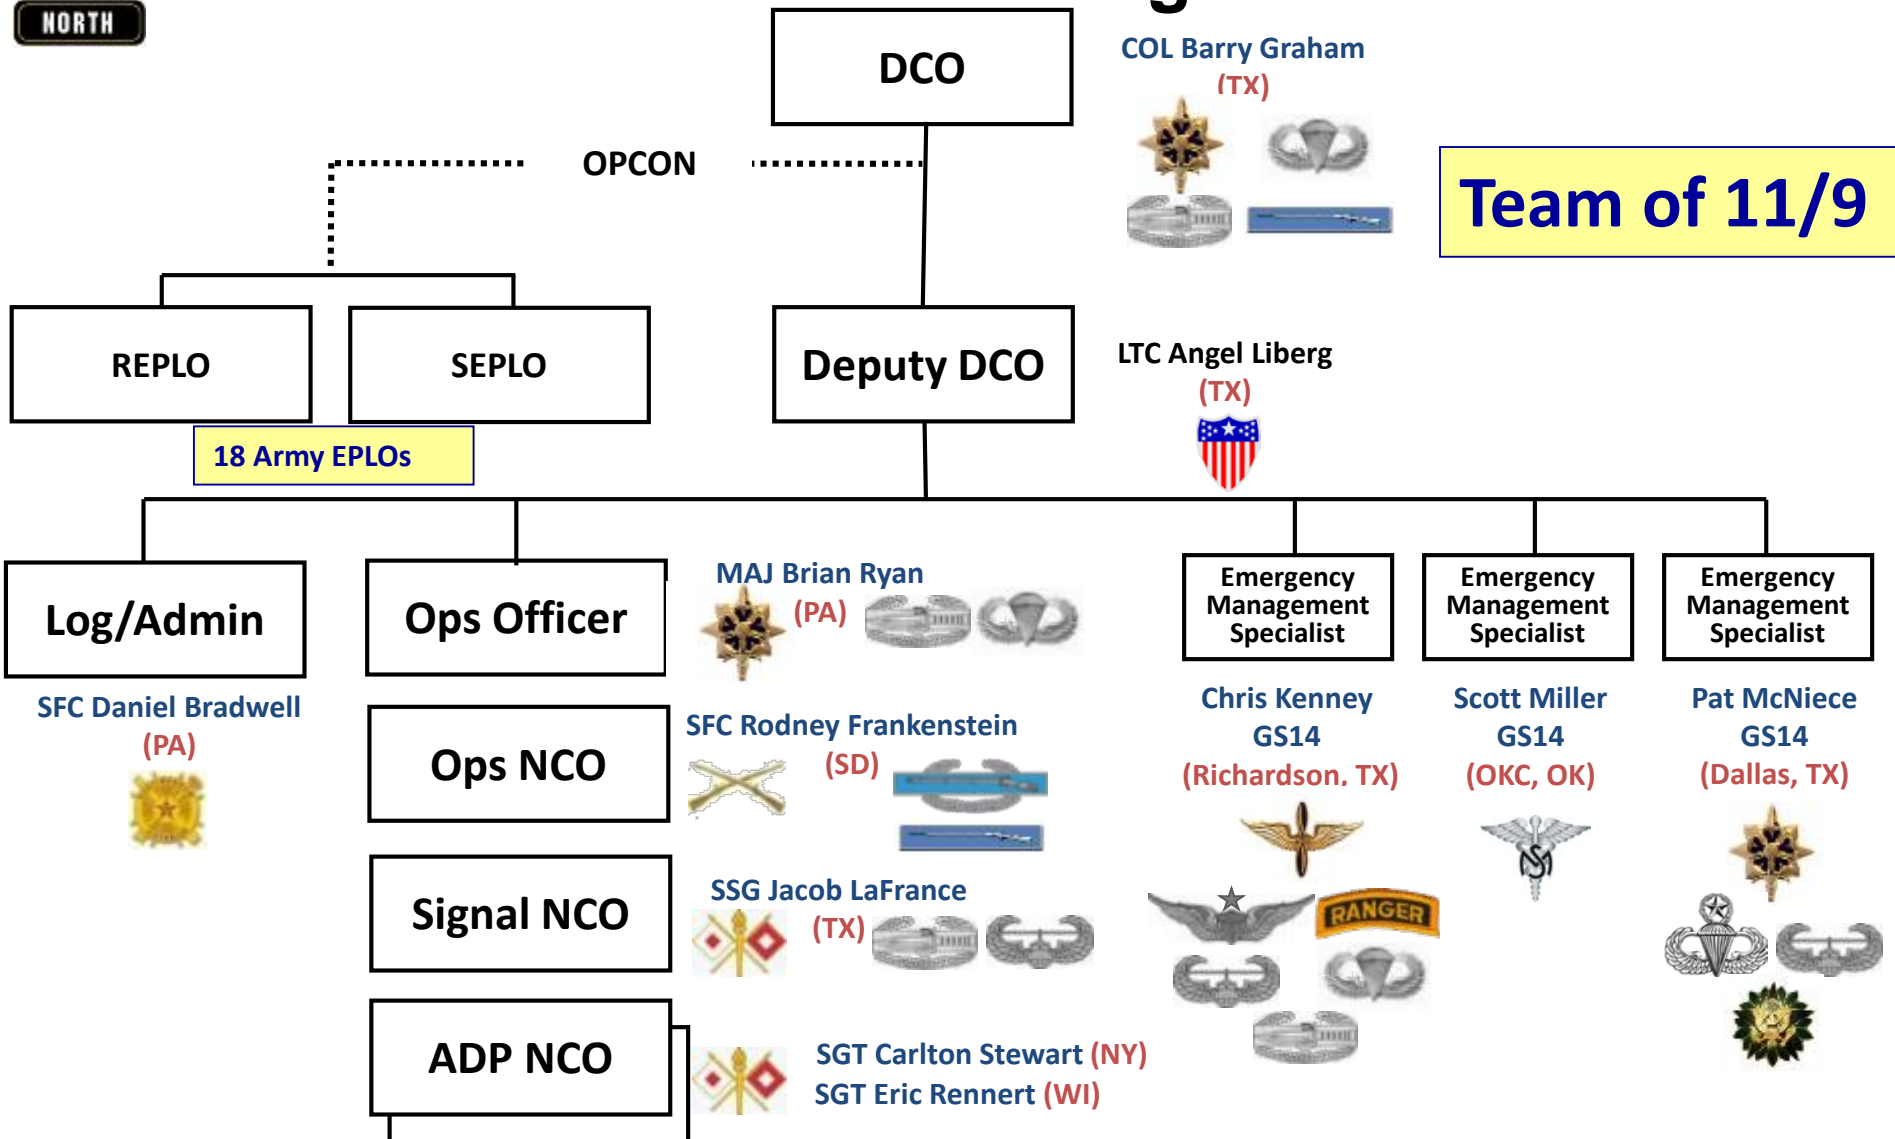 NORTH
g
DCO
COL Barry Graham
(TX)
OPCON
Team of 11/9
REPLO
SEPLO
Deputy DCO
LTC Angel Liberg
(TX)
18 Army EPLOs
Log/Admin
SFC Daniel Bradwell
(PA)
Ops Officer
MAJ Brian Ryan
(PA)
Ops NCO
SFC Rodney Frankenstein
(SD)
Signal NCO
SSG Jacob LaFrance
(TX)
ADP NCO
SGT Carlton Stewart (NY)
SGT Eric Rennert (WI)
Emergency
Management
Specialist
Chris Kenney
GS14
(Richardson, TX)
RANGER
Emergency
Management
Specialist
Scott Miller
GS14
(OKC, OK)
MS
Emergency
Management
Specialist
Pat McNiece
GS14
(Dallas, TX)